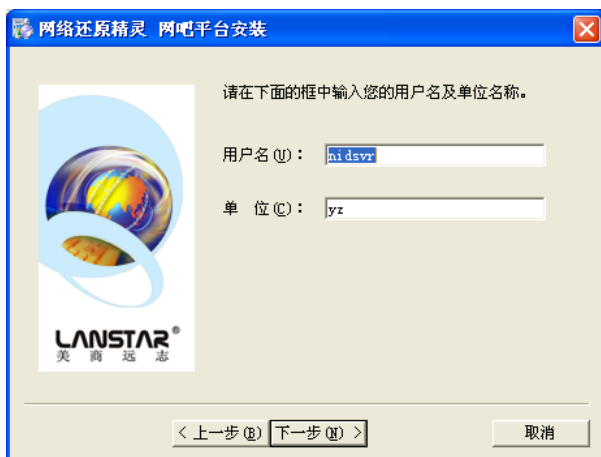 网络还原精灵 网吧平台安装
请在下面的框中输入您的用户名及单位名称。
用户名(U)： nidsvr
单 位(C)： yz
LANSTAR®
美商远志
< 上一步(B) 下一步(N) > 取消